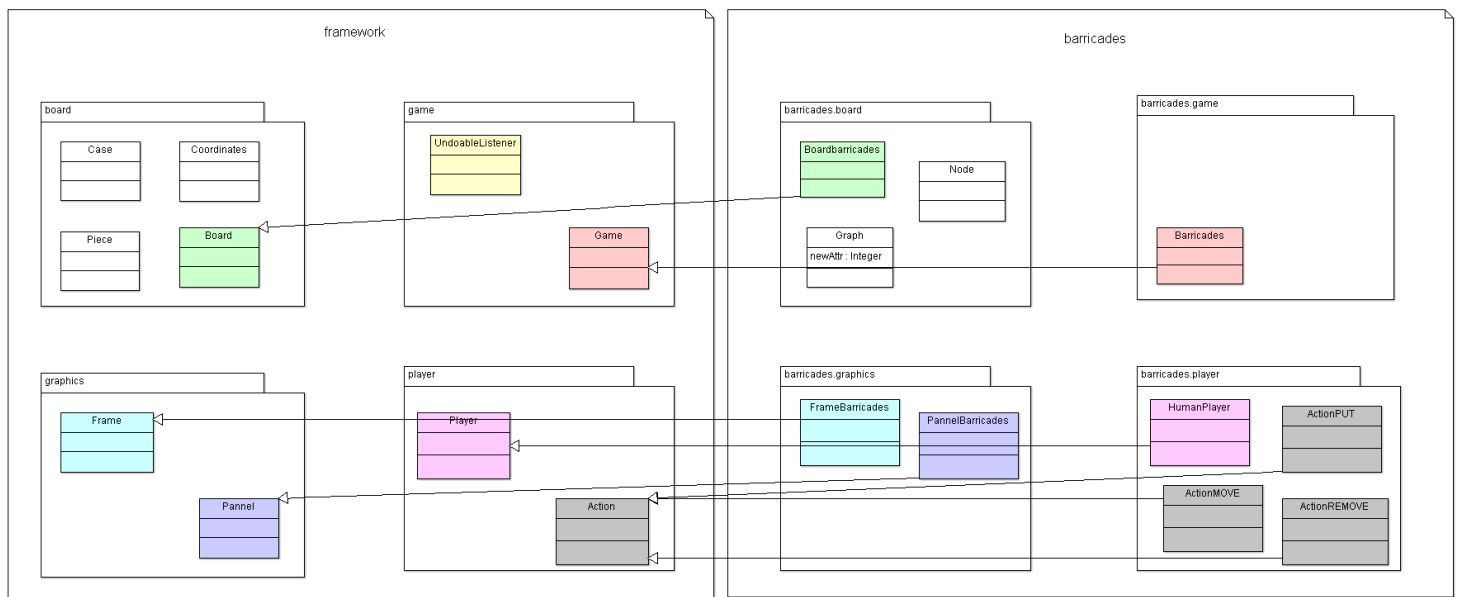 framework
board
Case
Coordinates
Piece
Board
game
UndoableListener
Game
graphics
Frame
Pannel
player
Player
Action
barricades
barricades.board
Boardbarricades
Node
Graph
newAttr : Integer
barricades.game
Barricades
barricades.graphics
FrameBarricades
PannelBarricades
barricades.player
HumanPlayer
ActionPUT
ActionMOVE
ActionREMOVE